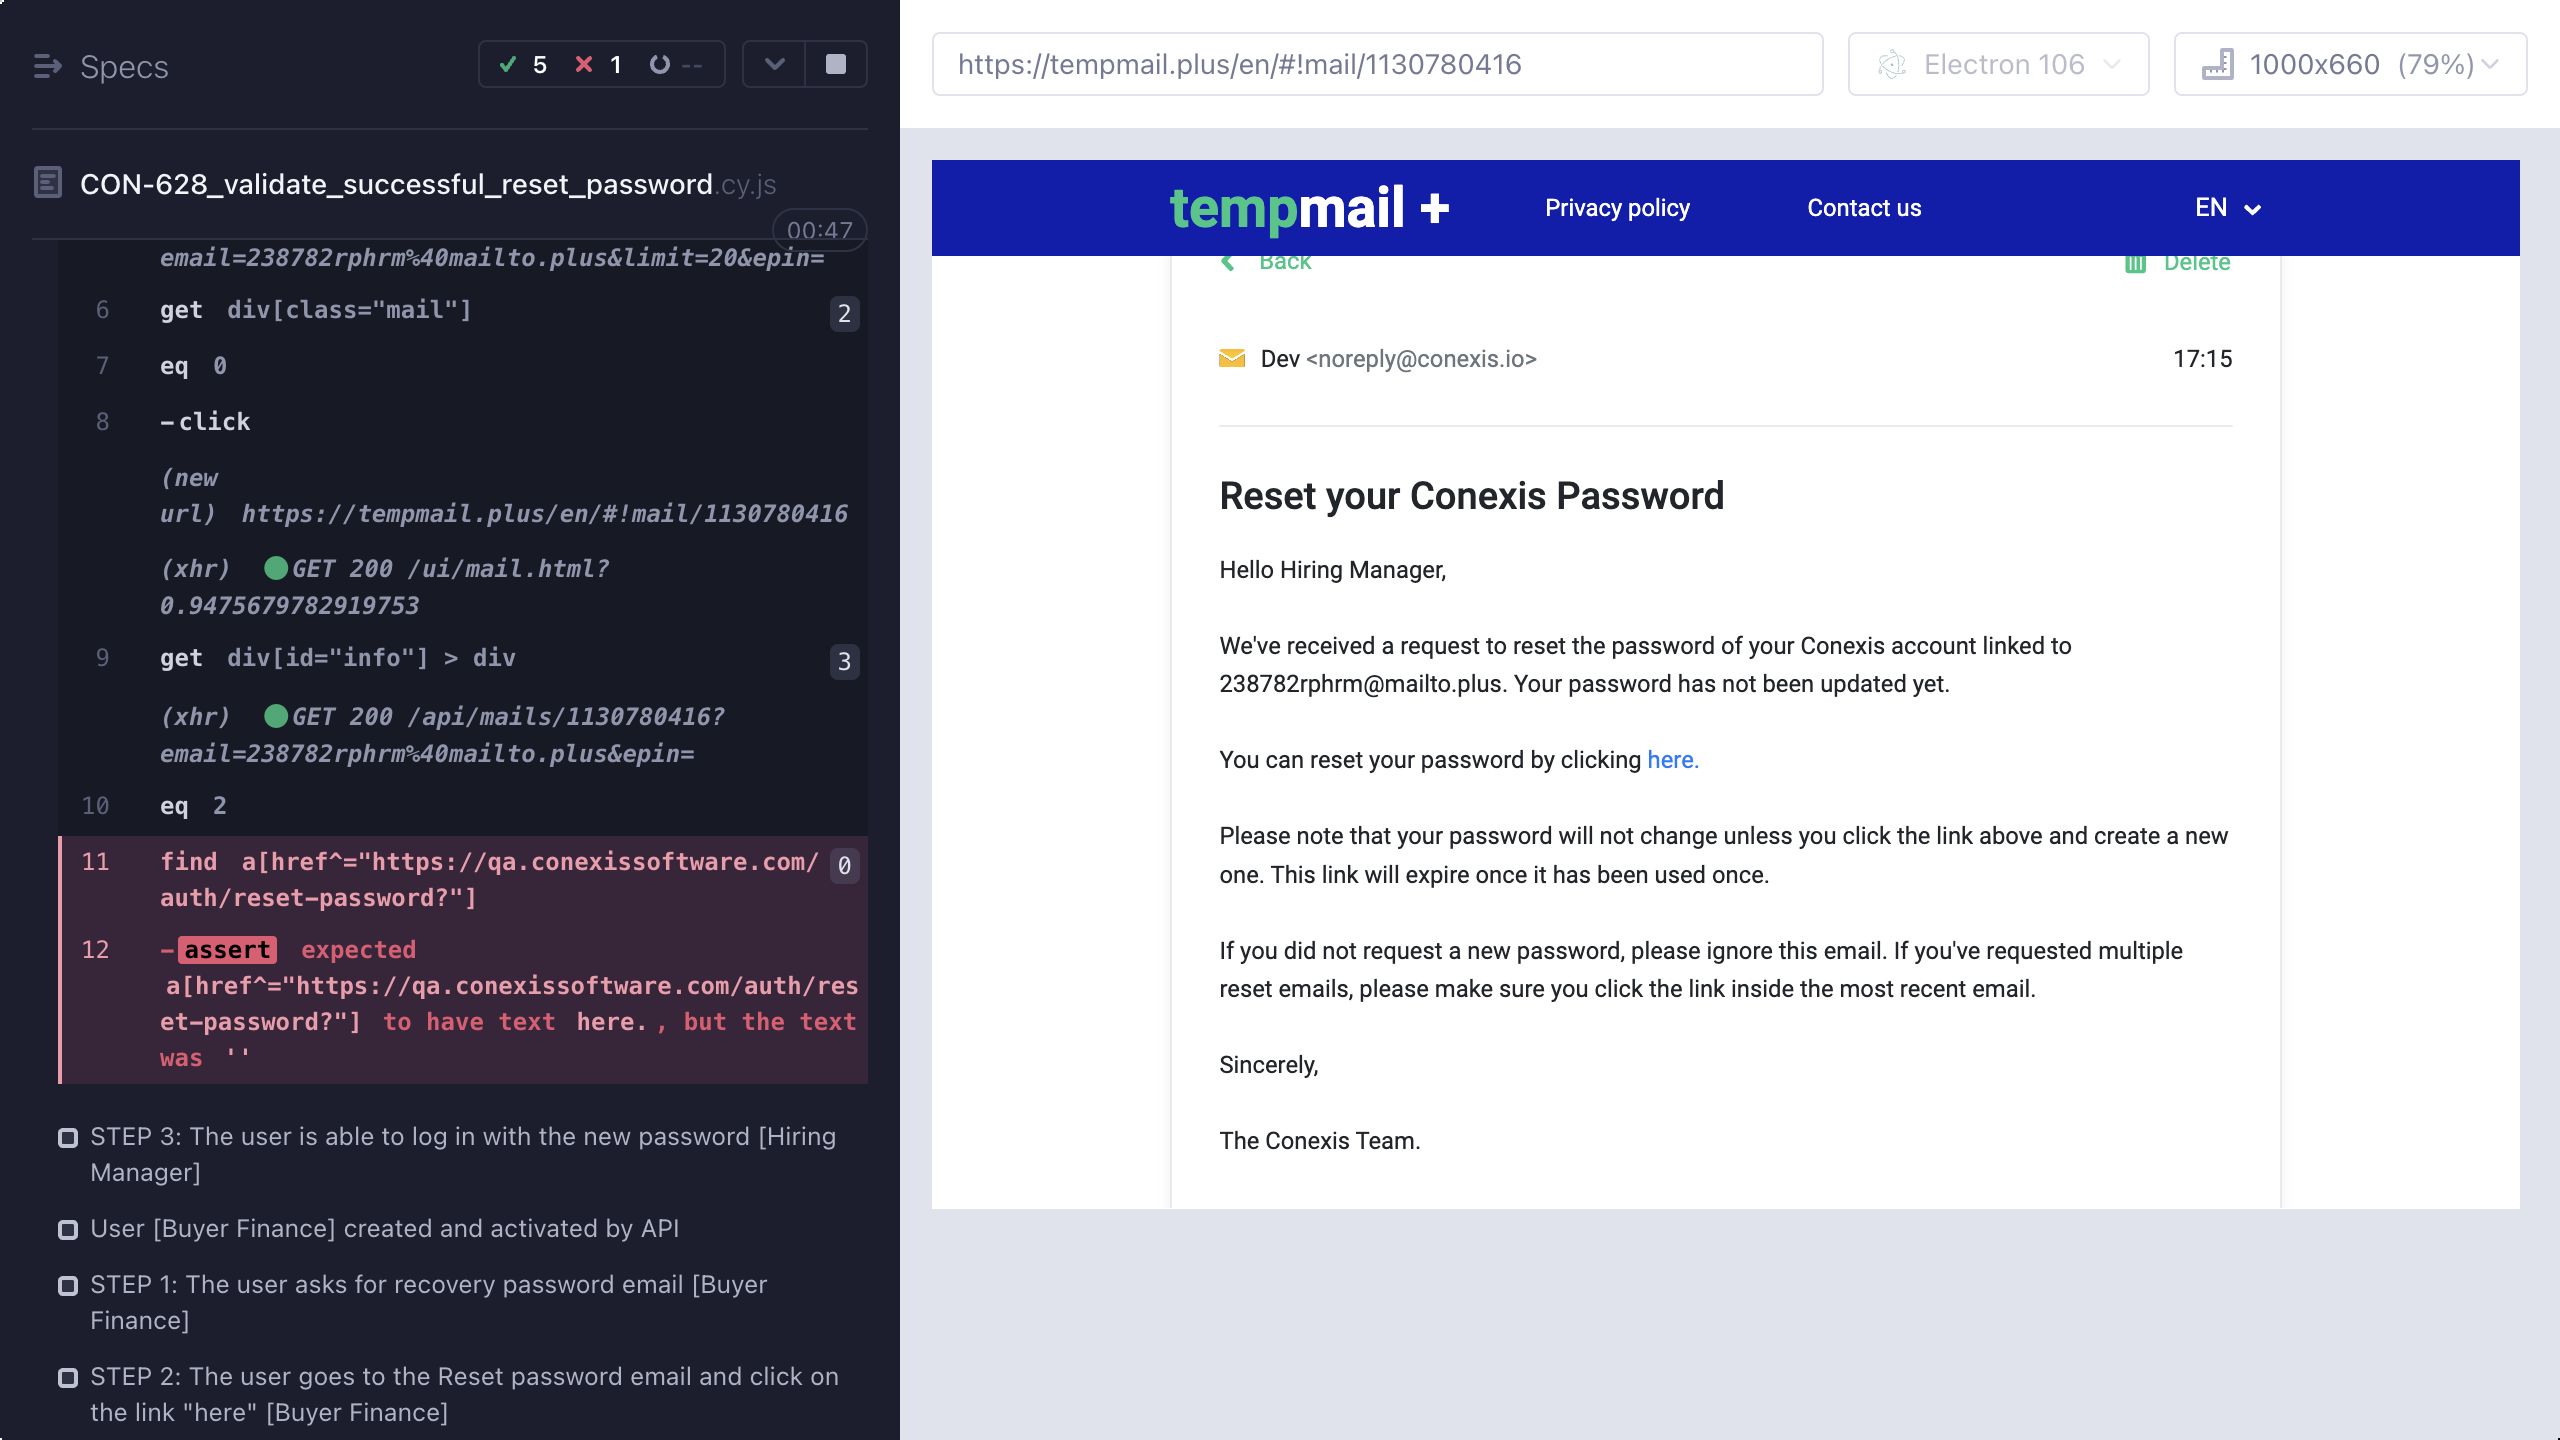 Specs
5
1
--
CON-628_validate_successful_reset_password.cy.js
00:47
email=238782rphrm%40mailto.plus&limit=20&epin=
6 get div[class="mail"] 2
7 eq 0
8 -click
(new
url) https://tempmail.plus/en/#!mail/1130780416
(xhr) GET 200 /ui/mail.html?
0.9475679782919753
9 get div[id="info"] > div 3
(xhr) GET 200 /api/mails/1130780416?
email=238782rphrm%40mailto.plus&epin=
10 eq 2
11 find a[href^="https://qa.conexissoftware.com/ 0
auth/reset-password?"]
12 -assert expected
a[href^="https://qa.conexissoftware.com/auth/res
et-password?"] to have text here. , but the text
was ''
STEP 3: The user is able to log in with the new password [Hiring
Manager]
User [Buyer Finance] created and activated by API
STEP 1: The user asks for recovery password email [Buyer
Finance]
STEP 2: The user goes to the Reset password email and click on
the link "here" [Buyer Finance]
https://tempmail.plus/en/#!mail/1130780416
Electron 106
1000x660 (79%)
tempmail +
Privacy policy
Contact us
EN
Back
Delete
Dev <noreply@conexis.io>
17:15
Reset your Conexis Password
Hello Hiring Manager,
We've received a request to reset the password of your Conexis account linked to
238782rphrm@mailto.plus. Your password has not been updated yet.
You can reset your password by clicking here.
Please note that your password will not change unless you click the link above and create a new
one. This link will expire once it has been used once.
If you did not request a new password, please ignore this email. If you've requested multiple
reset emails, please make sure you click the link inside the most recent email.
Sincerely,
The Conexis Team.